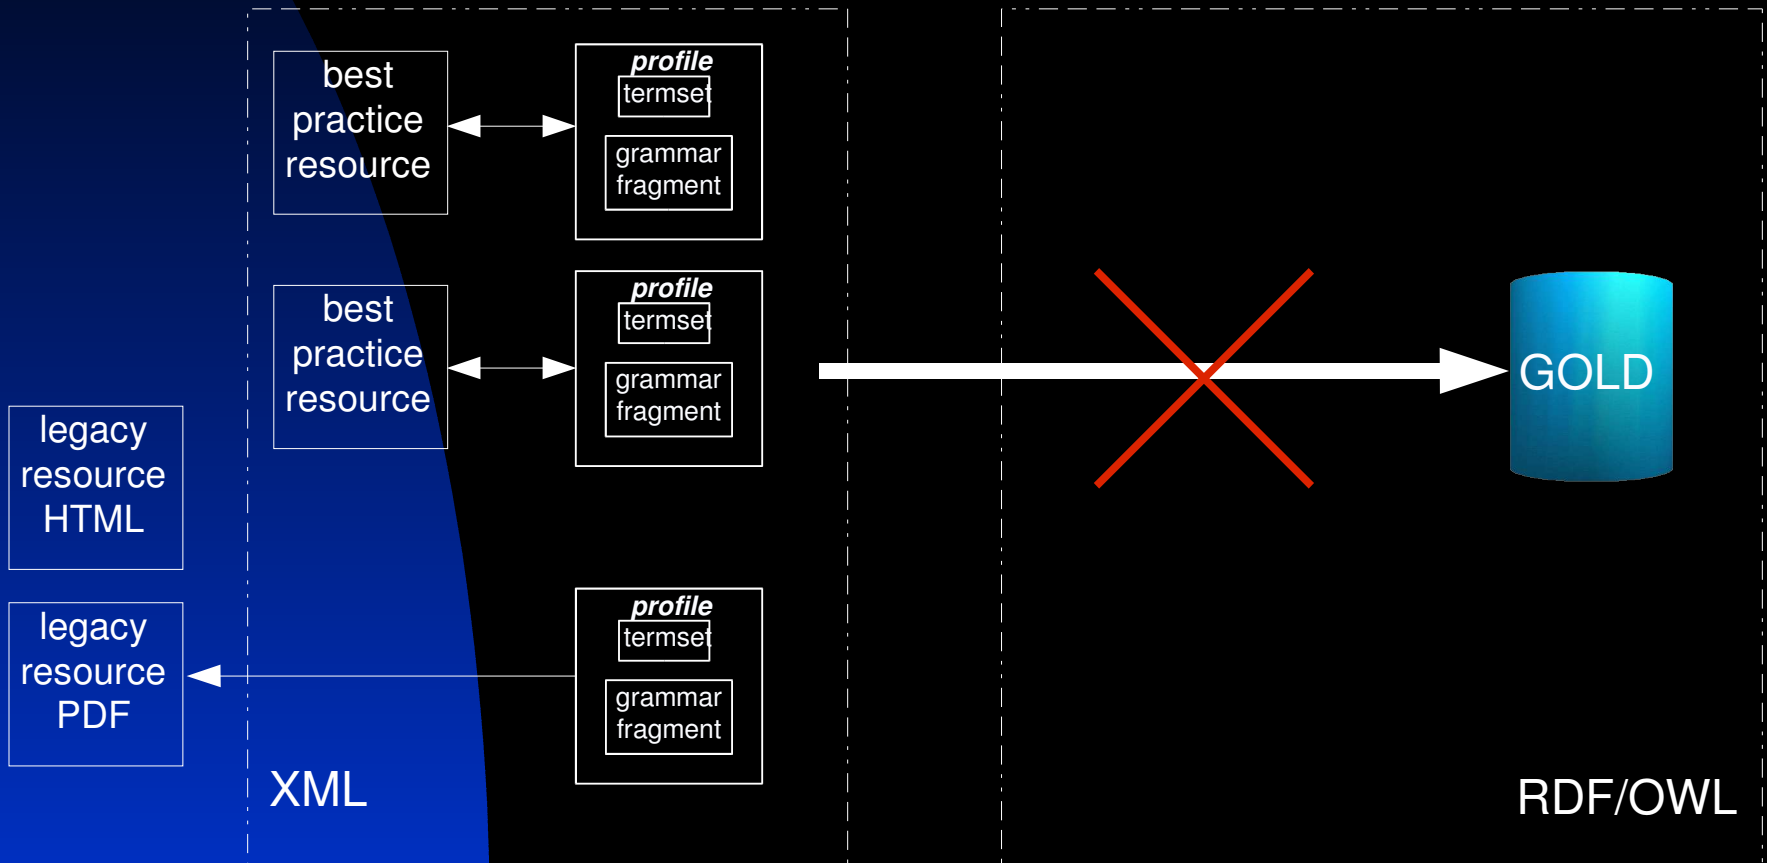 best
practice
resource
profile
termset
grammar
fragment
best
practice
resource
profile
termset
grammar
fragment
GOLD
legacy
resource
HTML
legacy
resource
PDF
profile
termset
grammar
fragment
XML
RDF/OWL